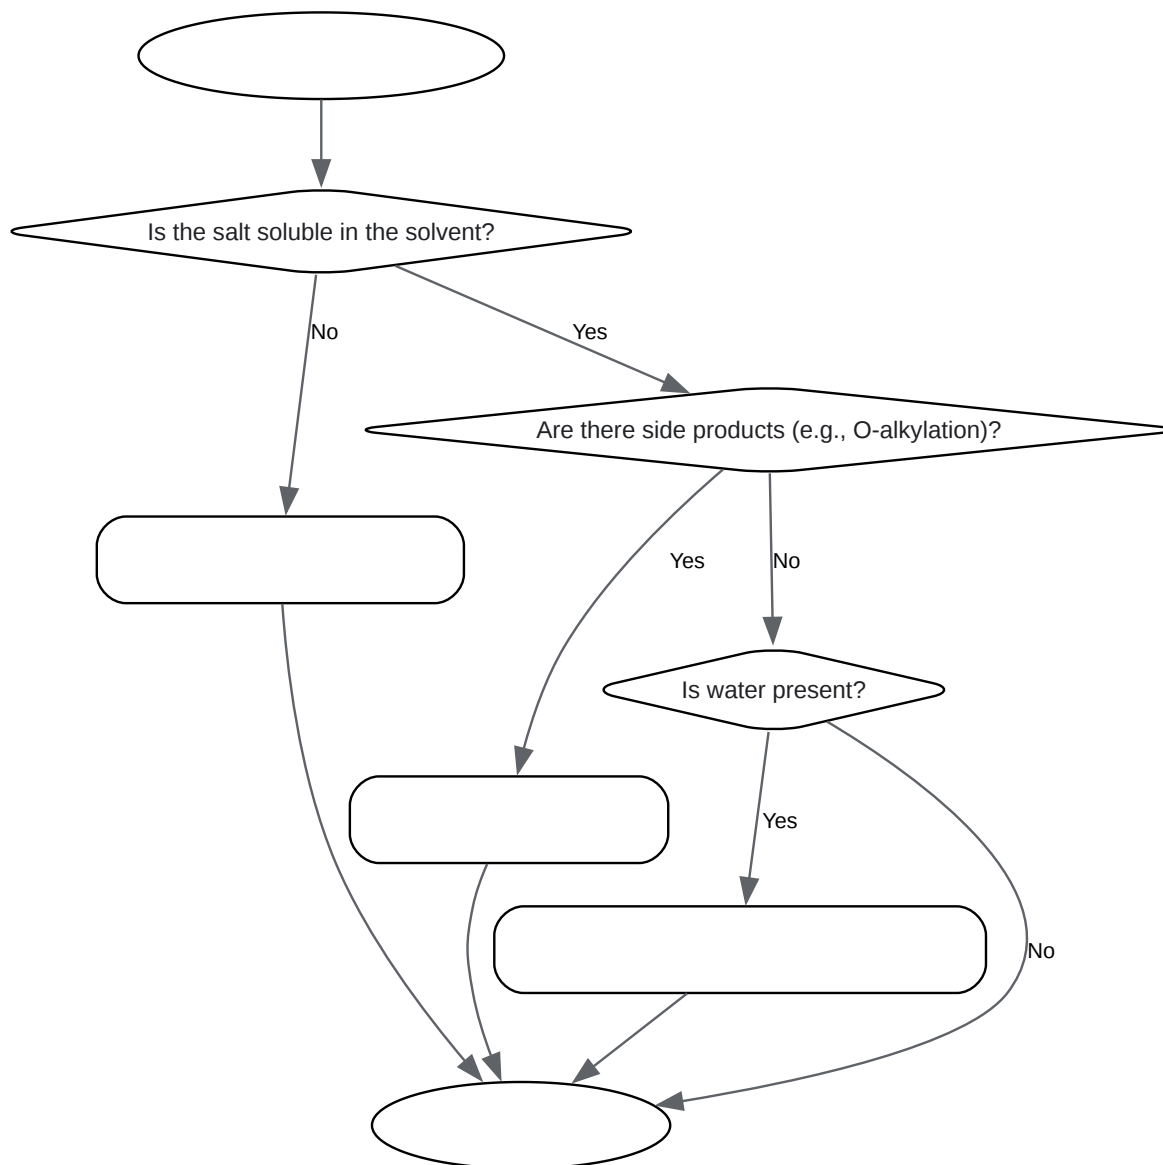 Is the salt soluble in the solvent?
No
Yes
Are there side products (e.g., O-alkylation)?
Yes
No
Is water present?
Yes
No